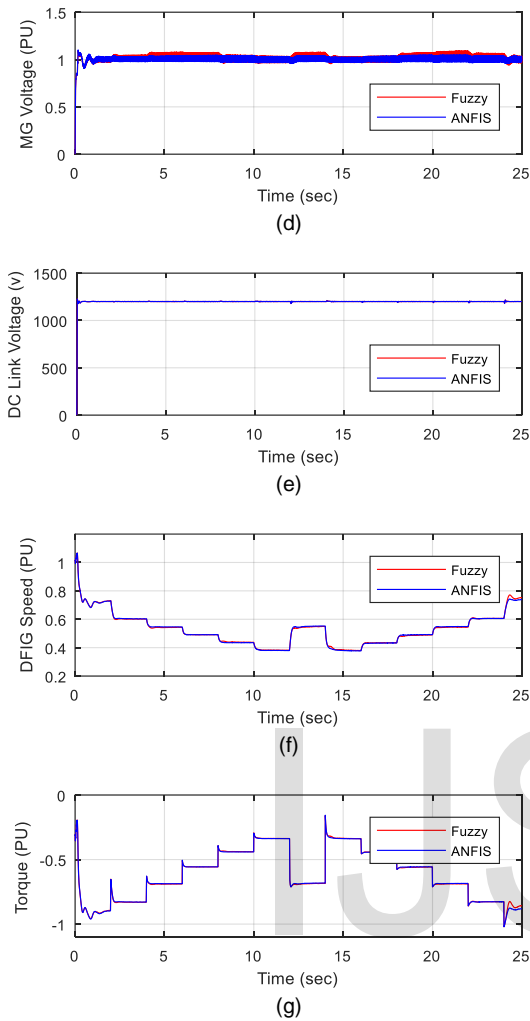 1.5
1
0.5
0
MG Voltage (PU)
Fuzzy
ANFIS
0 5 10 15 20 25
Time (sec)
(d)
1500
1000
500
0
DC Link Voltage (v)
Fuzzy
ANFIS
0 5 10 15 20 25
Time (sec)
(e)
1
0.8
0.6
0.4
0.2
DFIG Speed (PU)
Fuzzy
ANFIS
0 5 10 15 20 25
Time (sec)
(f)
0
-0.5
-1
Torque (PU)
Fuzzy
ANFIS
0 5 10 15 20 25
Time (sec)
(g)
IJS